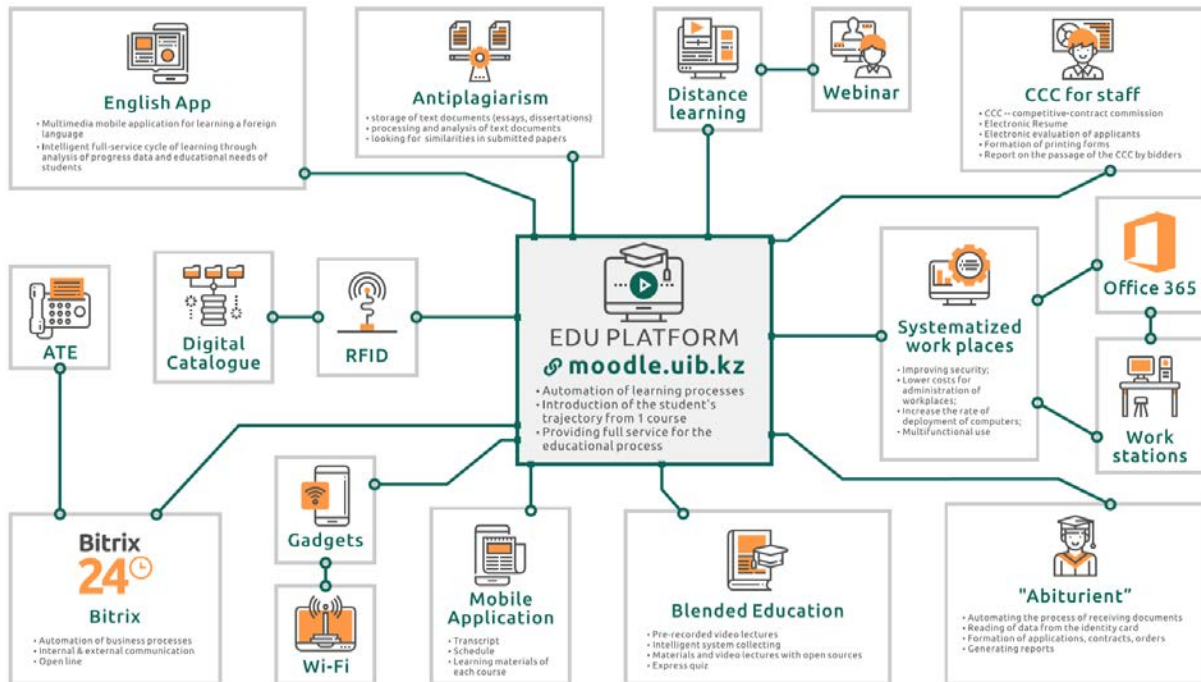 English App
• Multimedia mobile application for learning a foreign
language
• Intelligent full-service cycle of learning through
analysis of progress data and educational needs of
students
Antiplagiarism
• storage of text documents (essays, dissertations)
• processing and analysis of text documents
• looking for similarities in submitted papers
Distance
learning
Webinar
CCC for staff
• CCC -- competitive-contract commission
• Electronic Resume
• Electronic evaluation of applicants
• Formation of printing forms
• Report on the passage of the CCC by bidders
ATE
Digital
Catalogue
RFID
EDU PLATFORM
moodle.uib.kz
• Automation of learning processes
• Introduction of the student's
trajectory from 1 course
• Providing full service for the
educational process
Systematized
work places
• Improving security;
• Lower costs for
administration of
workplaces;
• Increase the rate of
deployment of computers;
• Multifunctional use
Office 365
Work
stations
Bitrix
24
Bitrix
• Automation of business processes
• Internal & external communication
• Open line
Gadgets
Wi-Fi
Mobile
Application
• Transcript
• Schedule
• Learning materials of
each course
Blended Education
• Pre-recorded video lectures
• Intelligent system collecting
• Materials and video lectures with open sources
• Express quiz
"Abiturient”
• Automating the process of receiving documents
• Reading of data from the identity card
• Formation of applications, contracts, orders
• Generating reports